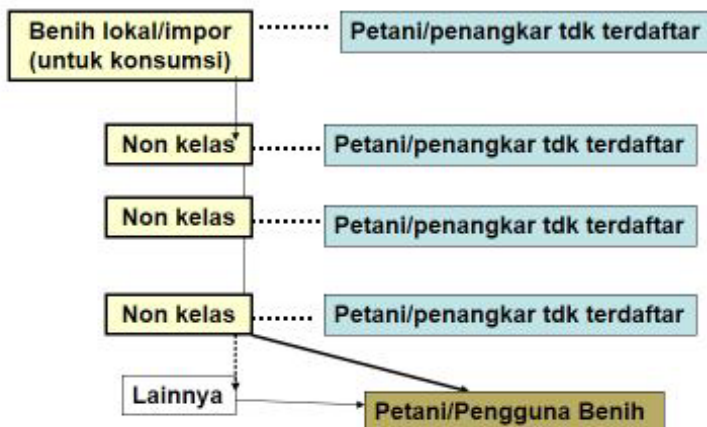 Benih lokal/impor
(untuk konsumsi)
Petani/penangkar tdk terdaftar
Non kelas
Petani/penangkar tdk terdaftar
Non kelas
Petani/penangkar tdk terdaftar
Non kelas
Petani/penangkar tdk terdaftar
Lainnya
Petani/Pengguna Benih